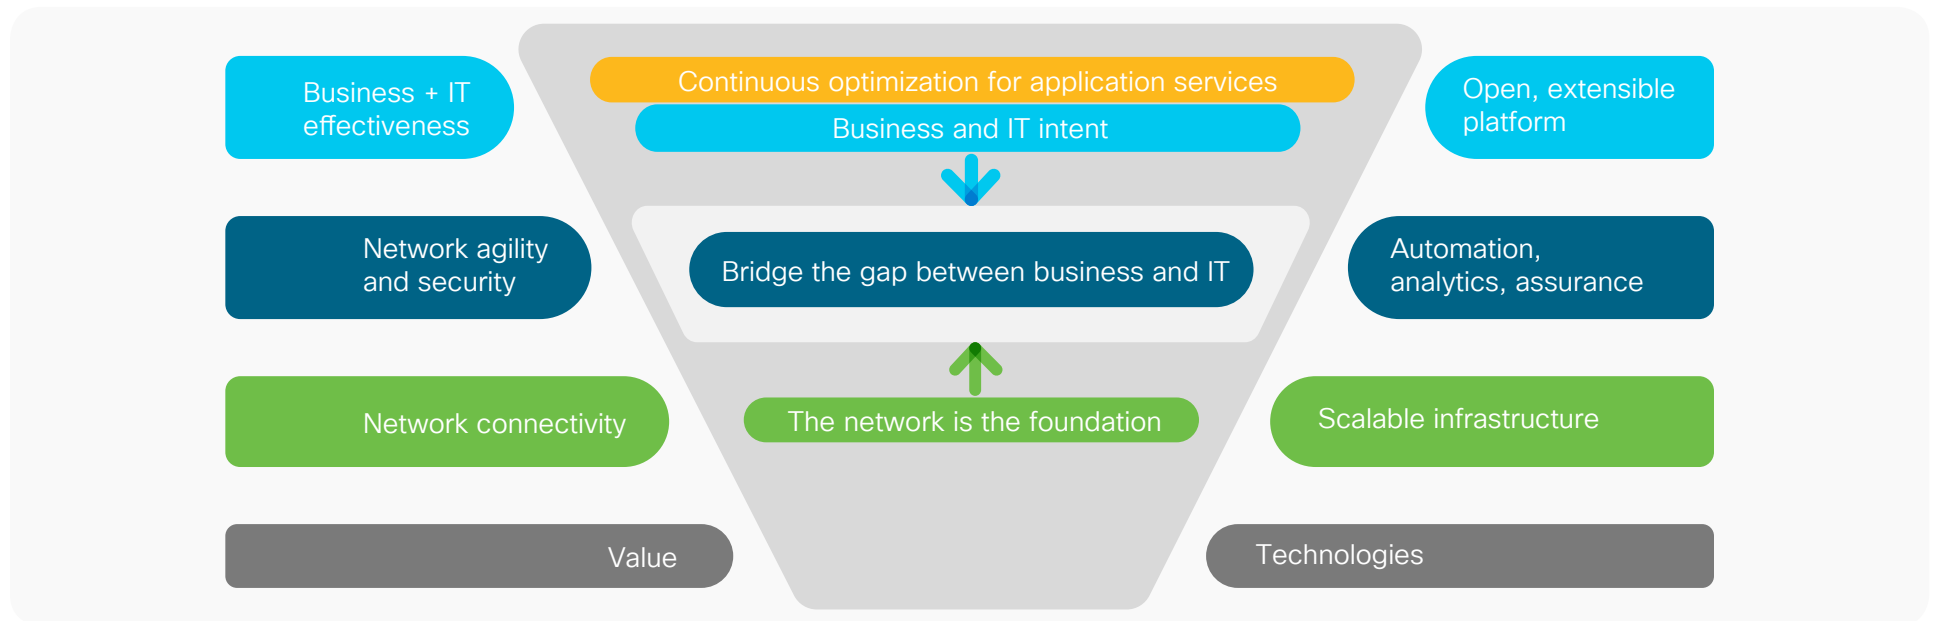 Business + IT
effectiveness
Continuous optimization for application services
Business and IT intent
Open, extensible
platform
Network agility
and security
Bridge the gap between business and IT
Automation,
analytics, assurance
Network connectivity
The network is the foundation
Scalable infrastructure
Value
Technologies